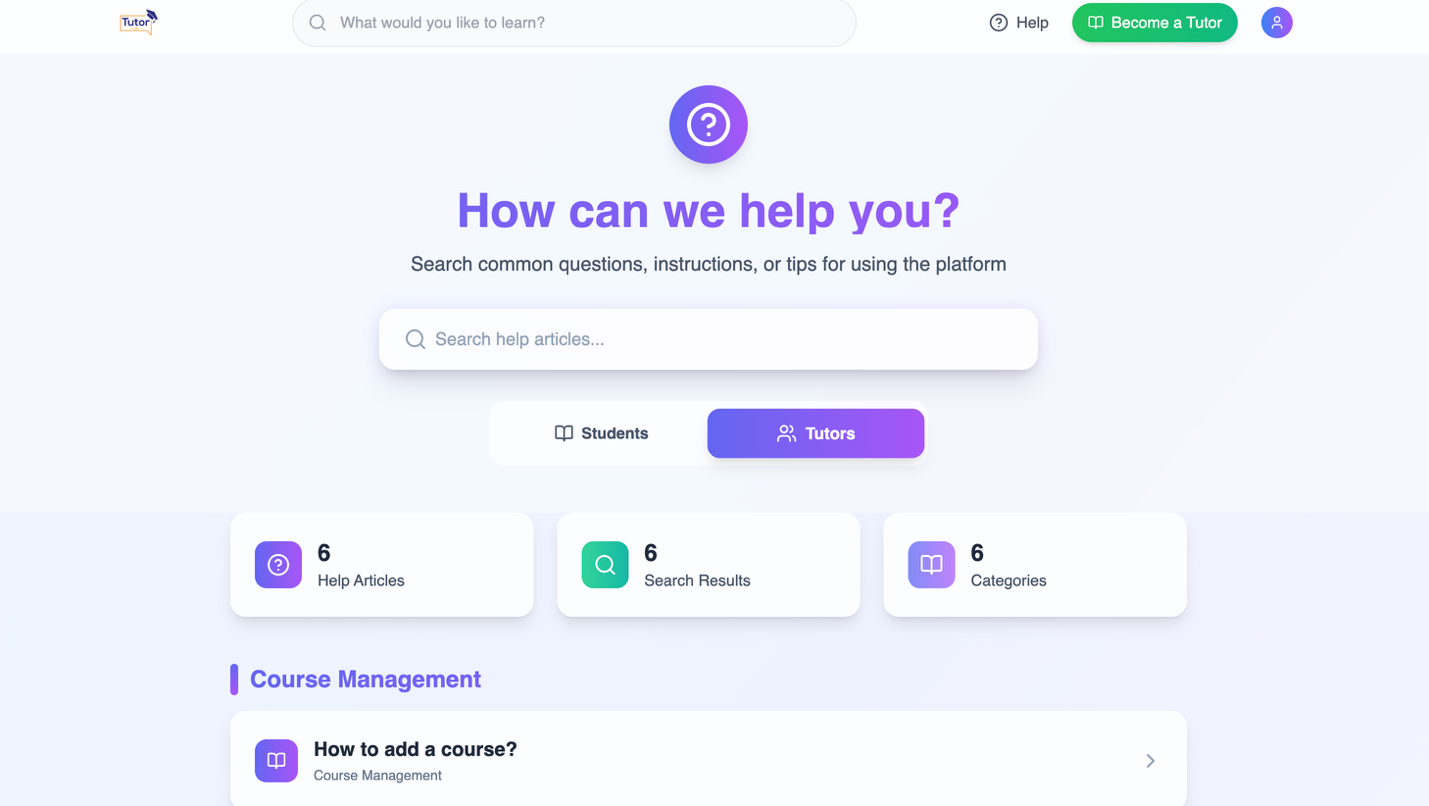 Tutor
What would you like to learn?
Help
Become a Tutor
How can we help you?
Search common questions, instructions, or tips for using the platform
Search help articles...
Students
Tutors
6
Help Articles
6
Search Results
6
Categories
Course Management
How to add a course?
Course Management